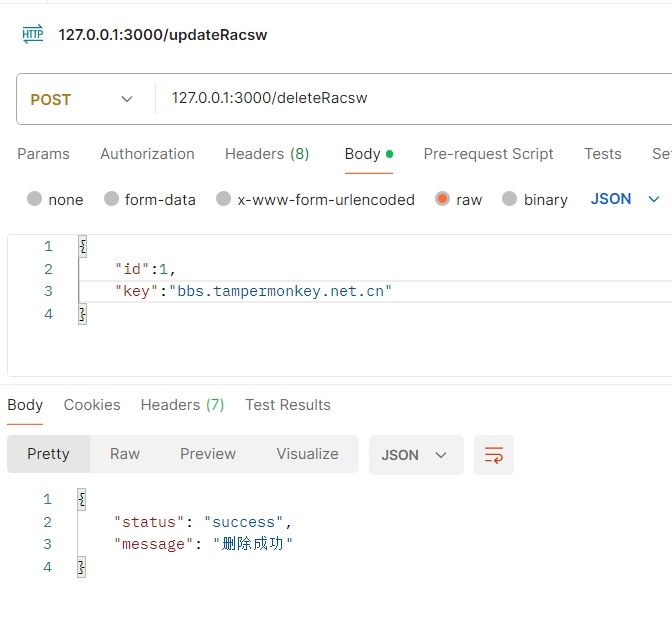 HTTP 127.0.0.1:3000/updateRacsw
POST 127.0.0.1:3000/deleteRacsw
Params Authorization Headers (8) Body Pre-request Script Tests Se
none form-data x-www-form-urlencoded raw binary JSON
1 {
2 "id":1,
3 "key":"bbs.tampermonkey.net.cn"
4 }
Body Cookies Headers (7) Test Results
Pretty Raw Preview Visualize JSON
1 {
2 "status": "success",
3 "message": "删除成功"
4 }